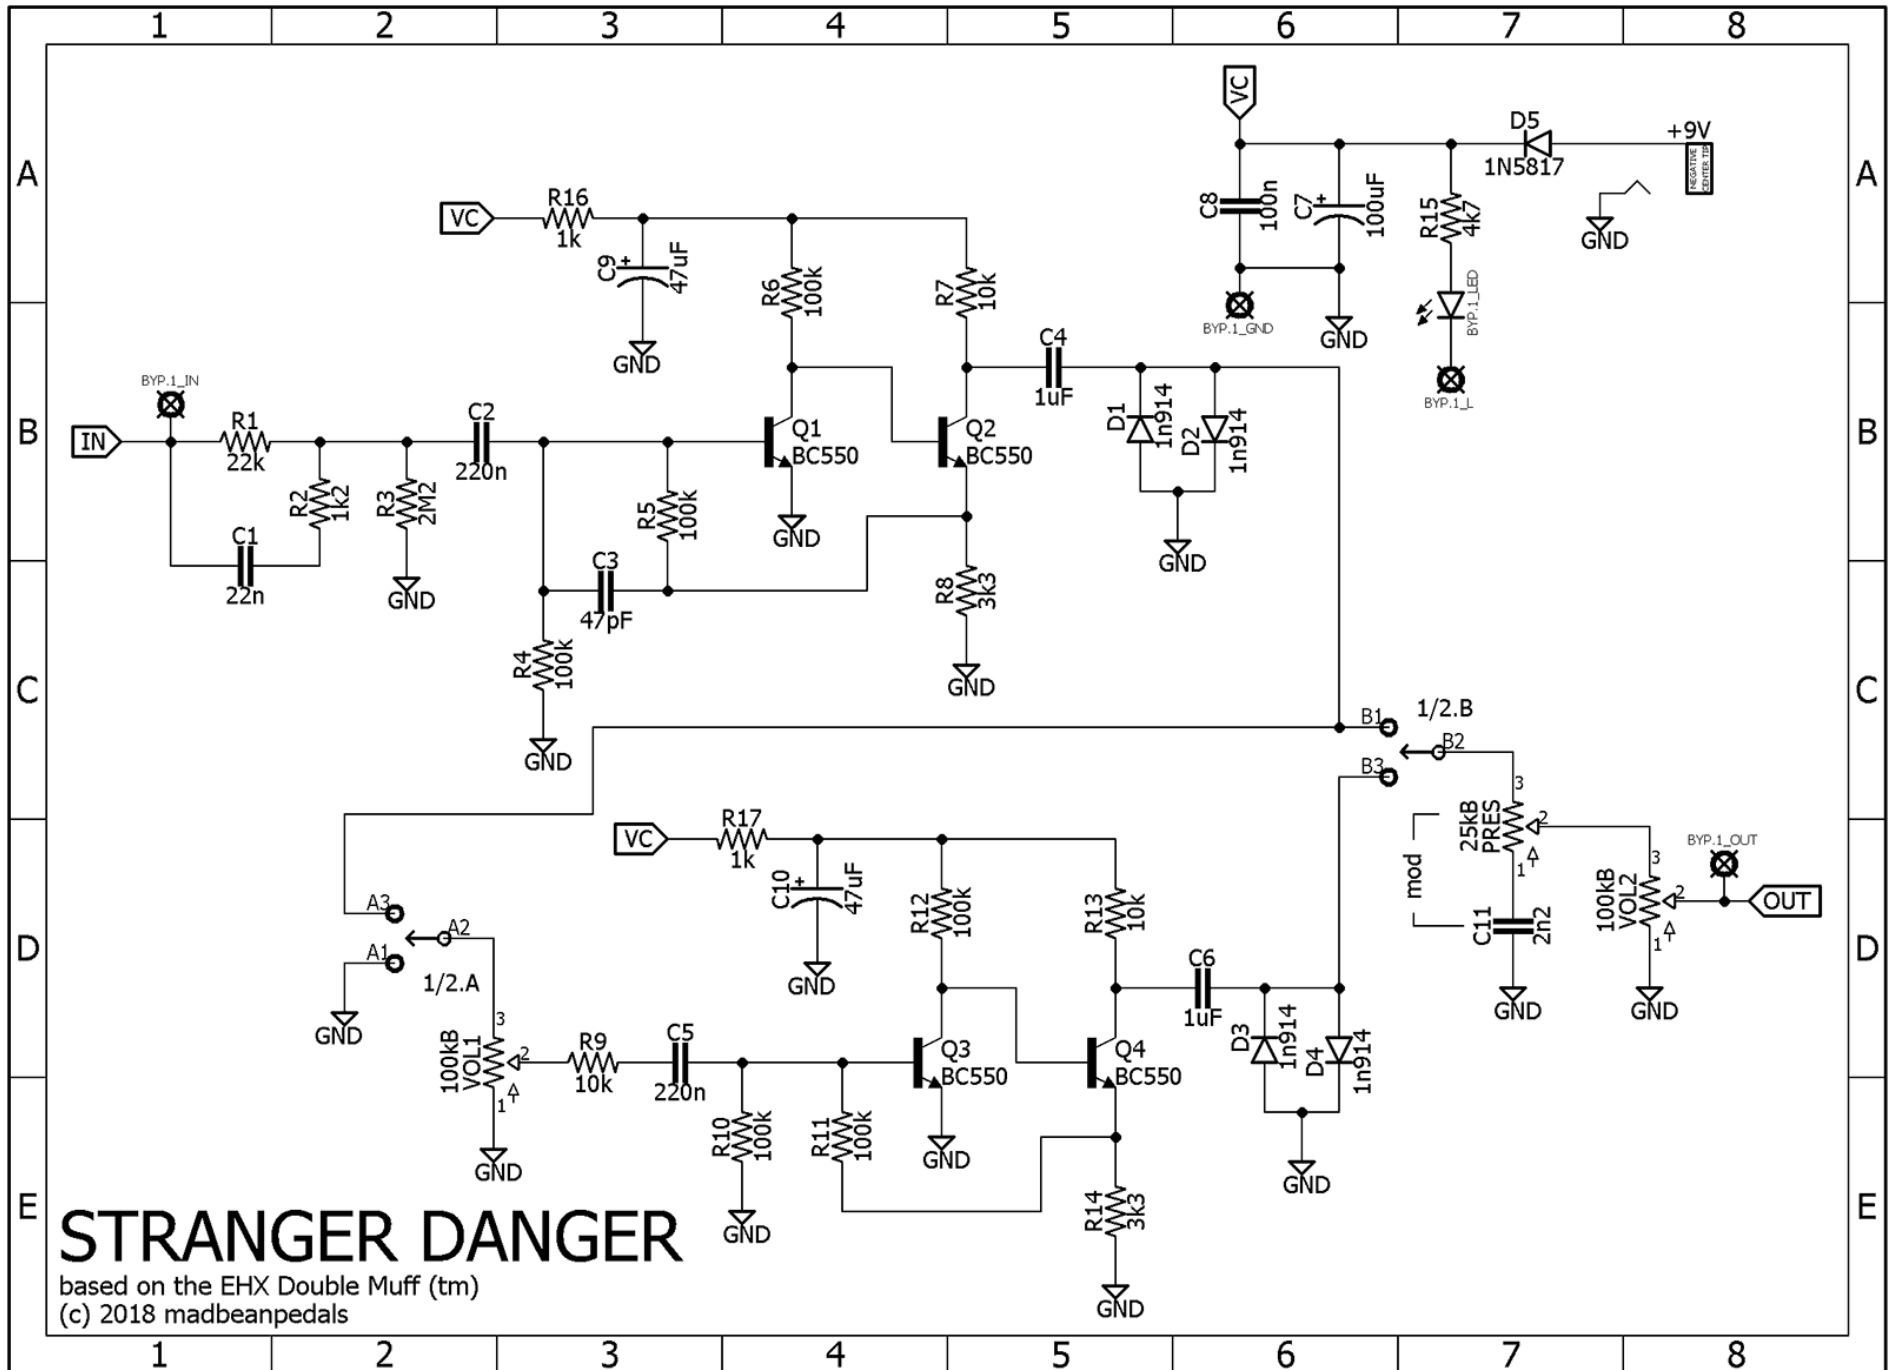 1 2 3 4 5 6 7 8
A
A
VC
D5
1N5817
+9V
NEGATIVE
CENTER TIP
GND
R16
1k
VC
C9
+
47uF
GND
R6
100k
R7
10k
C8
100n
C7
+
100uF
R15
4k7
BYP.1_GND
GND
BYP.1_LED
BYP.1_L
B
B
BYP.1_IN
IN
R1
22k
R2
1k2
C1
22n
R3
2M2
GND
C2
220n
R5
100k
C3
47pF
R4
100k
GND
Q1
BC550
GND
Q2
BC550
R8
3k3
GND
C4
1uF
D1
1n914
D2
1n914
GND
C
C
B1
1/2.B
B2
B3
3
25kB
PRES
2
1
mod
C11
2n2
GND
3
100kB
VOL2
2
1
GND
BYP.1_OUT
OUT
D
D
VC
R17
1k
C10
+
47uF
GND
R12
100k
R13
10k
A3
A2
A1
1/2.A
GND
3
100kB
VOL1
2
1
GND
R9
10k
C5
220n
R10
100k
GND
R11
100k
Q3
BC550
GND
Q4
BC550
R14
3k3
GND
C6
1uF
D3
1n914
D4
1n914
GND
E
E
STRANGER DANGER
based on the EHX Double Muff (tm)
(c) 2018 madbeanpedals
1 2 3 4 5 6 7 8